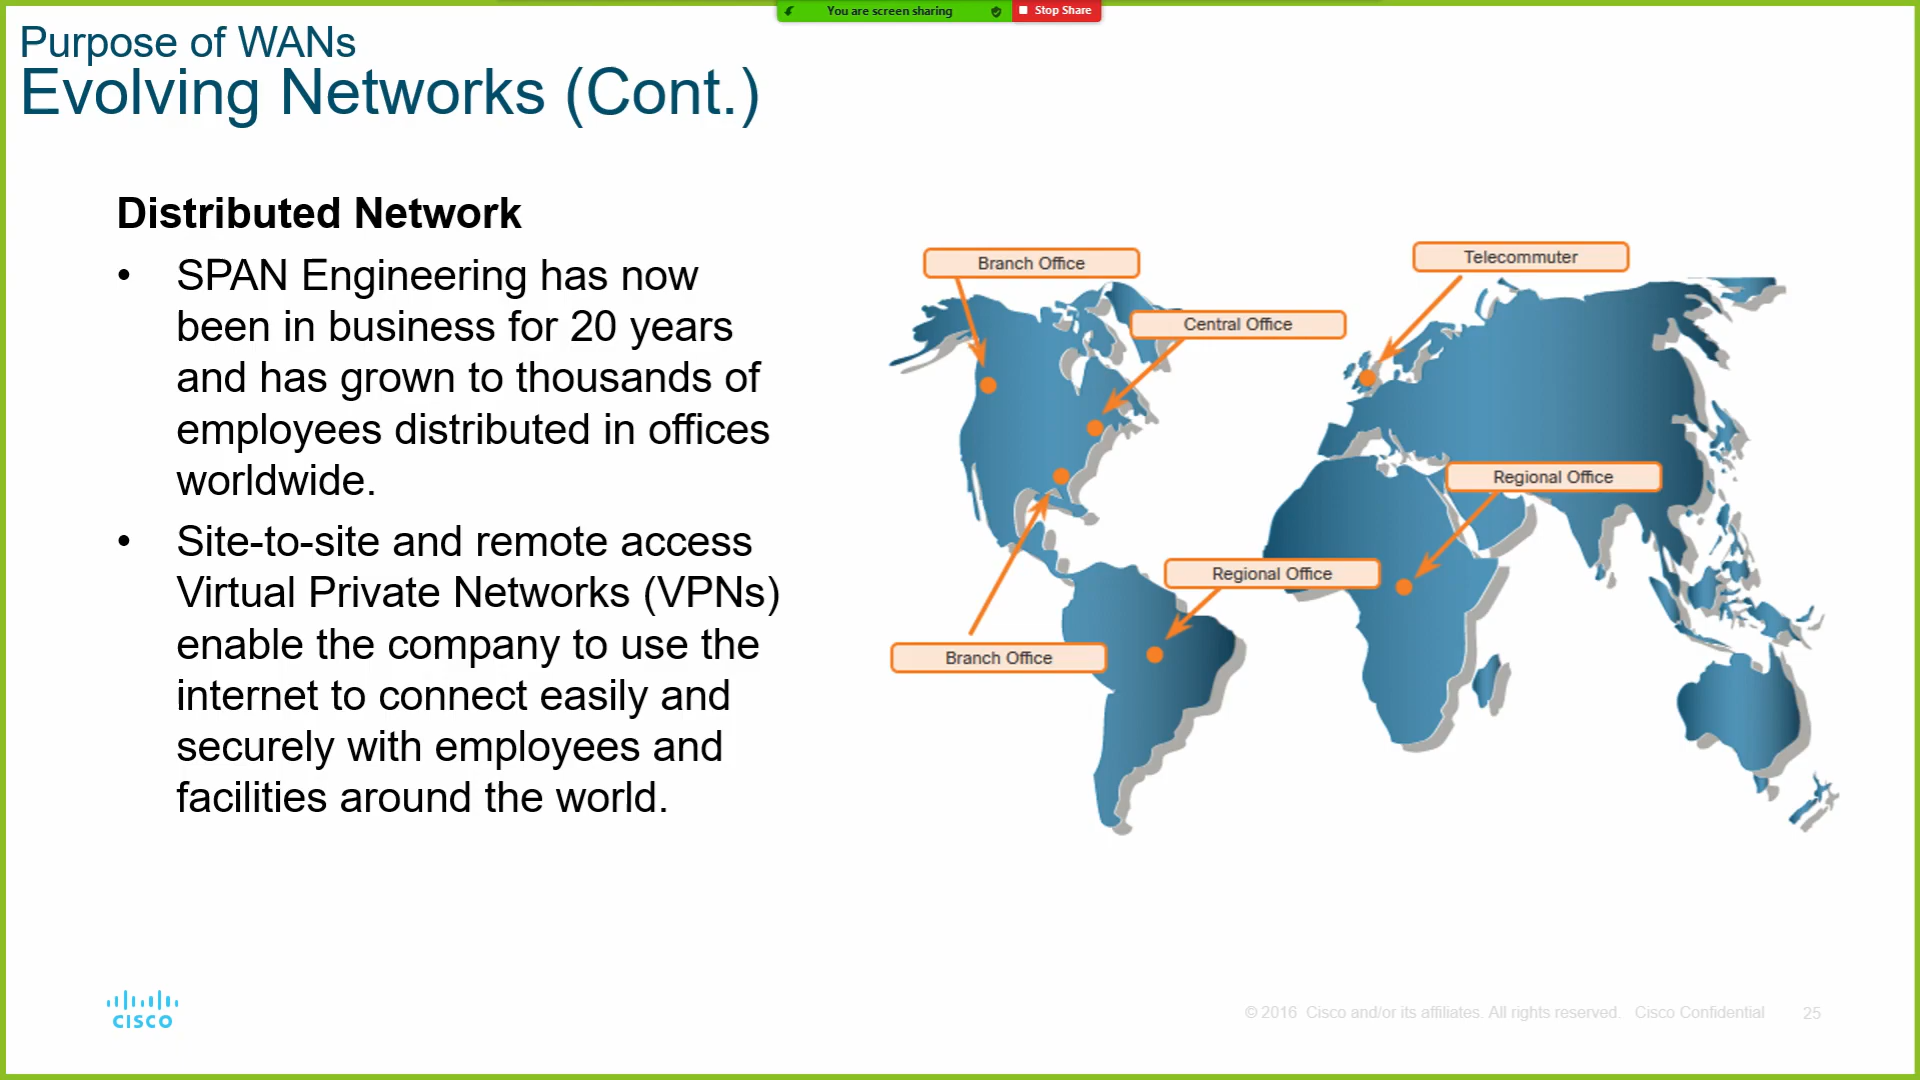 You are screen sharing
Stop Share
Purpose of WANs
Evolving Networks (Cont.)
Distributed Network
• SPAN Engineering has now
been in business for 20 years
and has grown to thousands of
employees distributed in offices
worldwide.
• Site-to-site and remote access
Virtual Private Networks (VPNs)
enable the company to use the
internet to connect easily and
securely with employees and
facilities around the world.
Branch Office
Telecommuter
Central Office
Regional Office
Regional Office
Branch Office
CISCO
© 2016 Cisco and/or its affiliates. All rights reserved. Cisco Confidential
25